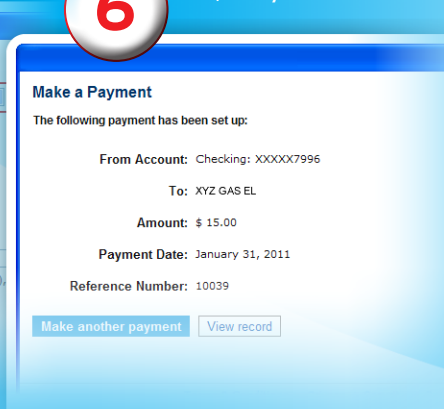 6
Make a Payment
The following payment has been set up:
From Account: Checking: XXXXX7996
To: XYZ GAS EL
Amount: $ 15.00
Payment Date: January 31, 2011
Reference Number: 10039
Make another payment View record